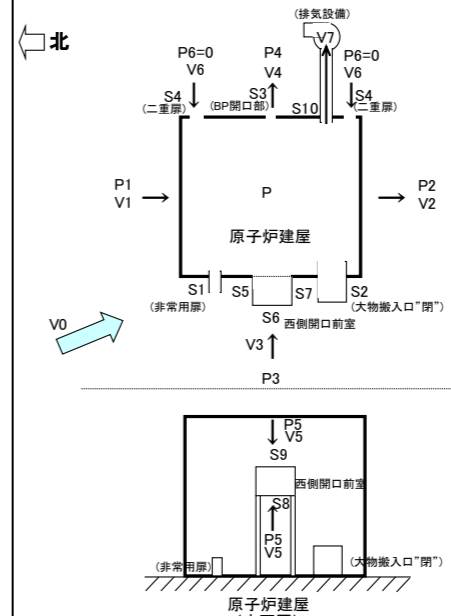 北
(排気設備)
V7
P6=0
V6
P4
V4
P6=0
V6
S4
(二重扉)
S3
(BP開口部)
S10
S4
(二重扉)
P1
V1
P
P2
V2
原子炉建屋
S1
(非常用扉)
S5
S7
S2
(大物搬入口"閉")
S6
西側開口前室
V0
V3
P3
P5
V5
S9
西側開口前室
S8
P5
V5
(非常用扉)
(大物搬入口"閉")
原子炉建屋